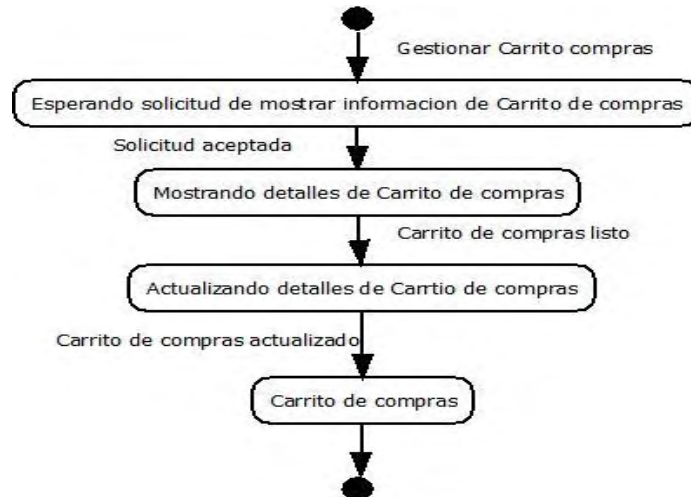 Gestionar Carrito compras
Esperando solicitud de mostrar informacion de Carrito de compras
Solicitud aceptada
Mostrando detalles de Carrito de compras
Carrito de compras listo
Actualizando detalles de Carrtio de compras
Carrito de compras actualizado
Carrito de compras